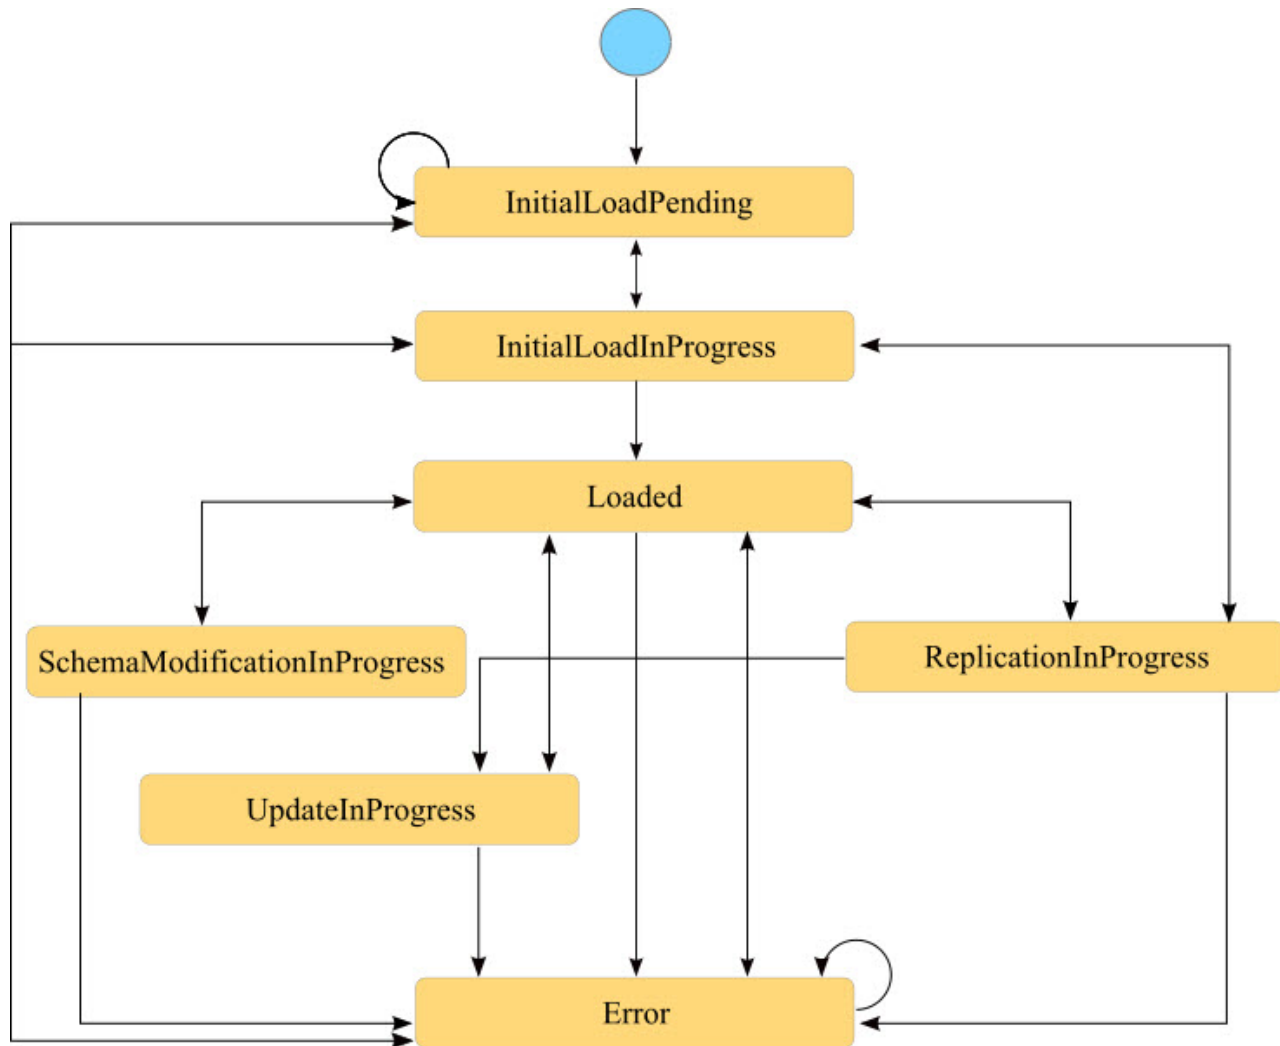 InitialLoadPending
InitialLoadInProgress
Loaded
SchemaModificationInProgress
ReplicationInProgress
UpdateInProgress
Error